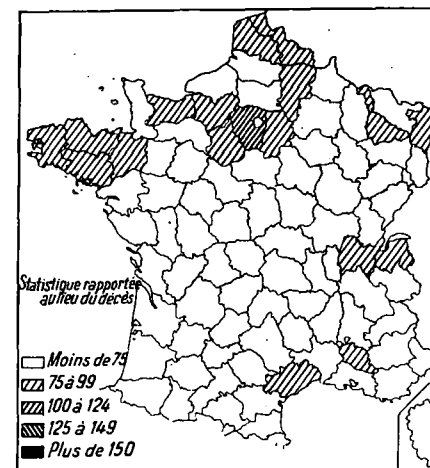 Statistique rapportée
au lieu du décès
Moins de 75
75 à 99
100 à 124
125 à 149
Plus de 150